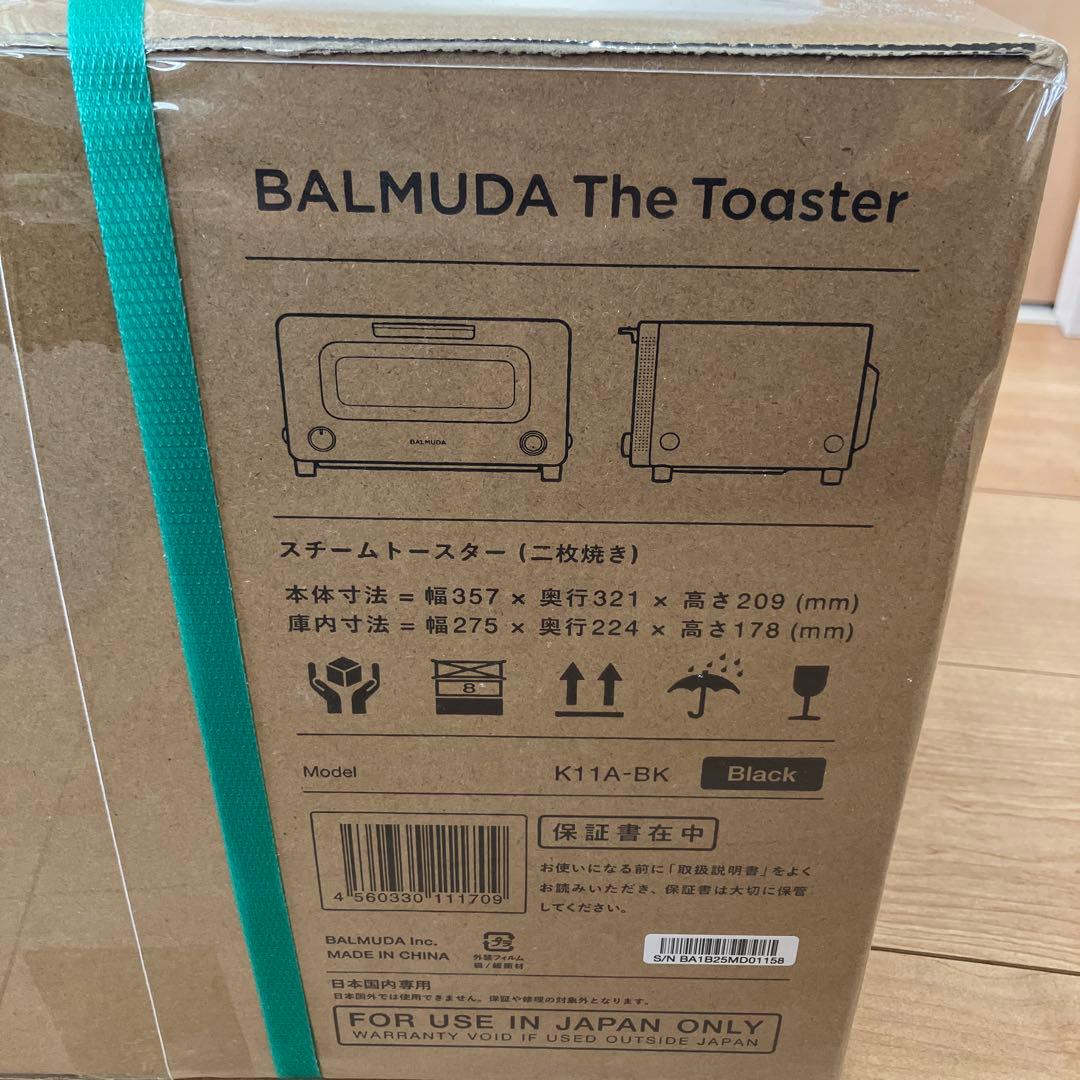 BALMUDA The Toaster
BALMUDA
スチームトースター (二枚焼き)
本体寸法 = 幅357 × 奥行321 × 高さ209 (mm)
庫内寸法 = 幅275 × 奥行224 × 高さ178 (mm)
8
Model K11A-BK Black
保証書在中
お使いになる前に「取扱説明書」をよく
お読みいただき、保証書は大切に保管
してください。
4 560330 111709
BALMUDA Inc.
MADE IN CHINA
プラ
外装フィルム
袋/緩衝材
S/N BA1B25MD01158
日本国内専用
日本国外では使用できません。保証や修理の対象外となります。
FOR USE IN JAPAN ONLY
WARRANTY VOID IF USED OUTSIDE JAPAN